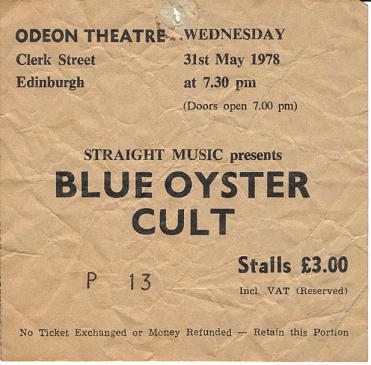 ODEON THEATRE WEDNESDAY
Clerk Street 31st May 1978
Edinburgh at 7.30 pm
(Doors open 7.00 pm)
STRAIGHT MUSIC presents
BLUE OYSTER
CULT
Stalls £3.00
P 13
Incl. VAT (Reserved)
No Ticket Exchanged or Money Refunded — Retain this Portion